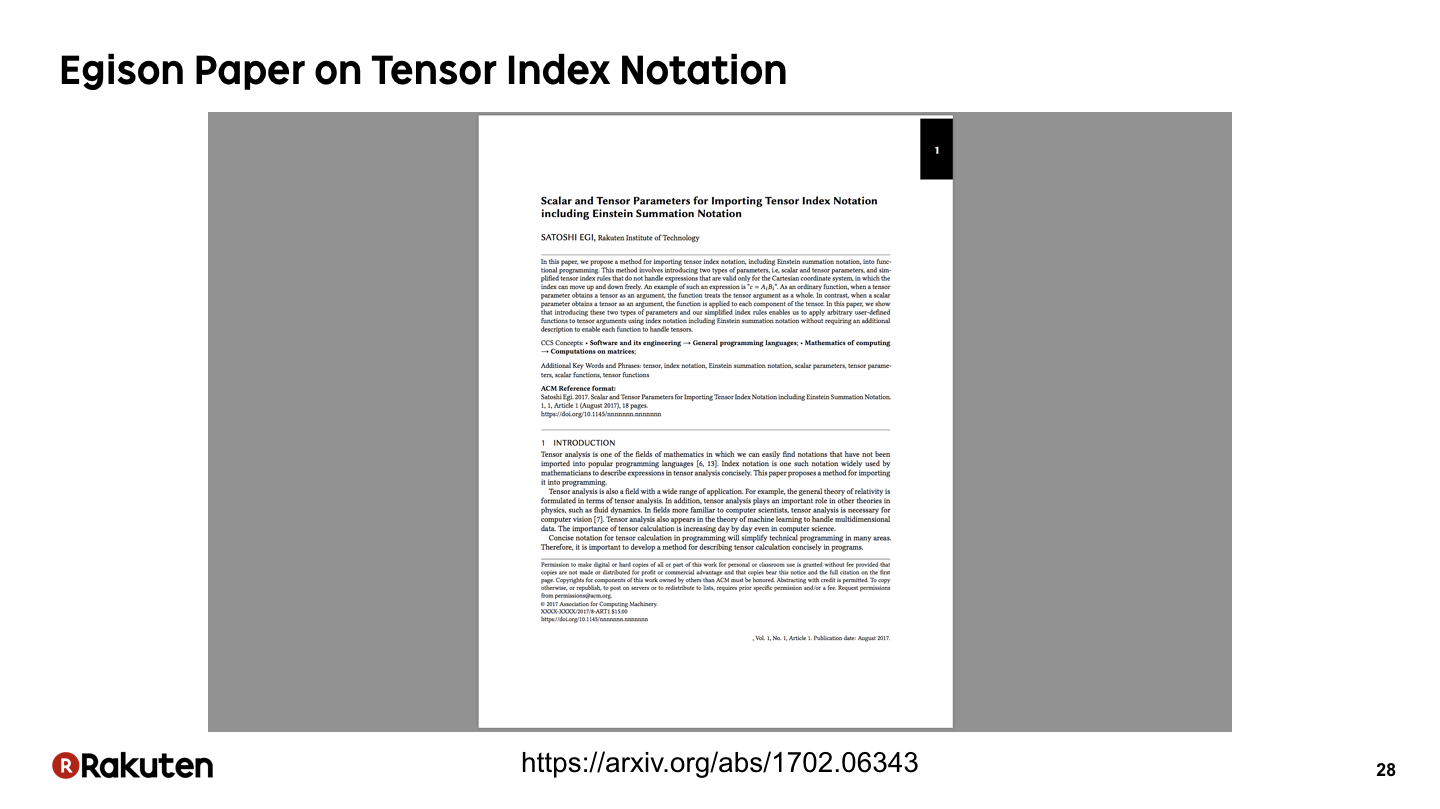 Egison Paper on Tensor Index Notation
1
Scalar and Tensor Parameters for Importing Tensor Index Notation
including Einstein Summation Notation
SATOSHI EGI, Rakuten Institute of Technology
In this paper, we propose a method for importing tensor index notation, including Einstein summation notation, into func-
tional programming. This method involves introducing two types of parameters, i.e, scalar and tensor parameters, and sim-
plified tensor index rules that do not handle expressions that are valid only for the Cartesian coordinate system, in which the
index can move up and down freely. An example of such an expression is "c = AᵢBᵢ". As an ordinary function, when a tensor
parameter obtains a tensor as an argument, the function treats the tensor argument as a whole. In contrast, when a scalar
parameter obtains a tensor as an argument, the function is applied to each component of the tensor. In this paper, we show
that introducing these two types of parameters and our simplified index rules enables us to apply arbitrary user-defined
functions to tensor arguments using index notation including Einstein summation notation without requiring an additional
description to enable each function to handle tensors.
CCS Concepts: • Software and its engineering → General programming languages; • Mathematics of computing
→ Computations on matrices;
Additional Key Words and Phrases: tensor, index notation, Einstein summation notation, scalar parameters, tensor parame-
ters, scalar functions, tensor functions
ACM Reference format:
Satoshi Egi. 2017. Scalar and Tensor Parameters for Importing Tensor Index Notation including Einstein Summation Notation.
1, 1, Article 1 (August 2017), 18 pages.
https://doi.org/10.1145/nnnnnnn.nnnnnnn
1 INTRODUCTION
Tensor analysis is one of the fields of mathematics in which we can easily find notations that have not been
imported into popular programming languages [6, 13]. Index notation is one such notation widely used by
mathematicians to describe expressions in tensor analysis concisely. This paper proposes a method for importing
it into programming.
Tensor analysis is also a field with a wide range of application. For example, the general theory of relativity is
formulated in terms of tensor analysis. In addition, tensor analysis plays an important role in other theories in
physics, such as fluid dynamics. In fields more familiar to computer scientists, tensor analysis is necessary for
computer vision [7]. Tensor analysis also appears in the theory of machine learning to handle multidimensional
data. The importance of tensor calculation is increasing day by day even in computer science.
Concise notation for tensor calculation in programming will simplify technical programming in many areas.
Therefore, it is important to develop a method for describing tensor calculation concisely in programs.
Permission to make digital or hard copies of all or part of this work for personal or classroom use is granted without fee provided that
copies are not made or distributed for profit or commercial advantage and that copies bear this notice and the full citation on the first
page. Copyrights for components of this work owned by others than ACM must be honored. Abstracting with credit is permitted. To copy
otherwise, or republish, to post on servers or to redistribute to lists, requires prior specific permission and/or a fee. Request permissions
from permissions@acm.org.
© 2017 Association for Computing Machinery.
XXXX-XXXX/2017/8-ART1 $15.00
https://doi.org/10.1145/nnnnnnn.nnnnnnn
, Vol. 1, No. 1, Article 1. Publication date: August 2017.
R Rakuten
https://arxiv.org/abs/1702.06343
28